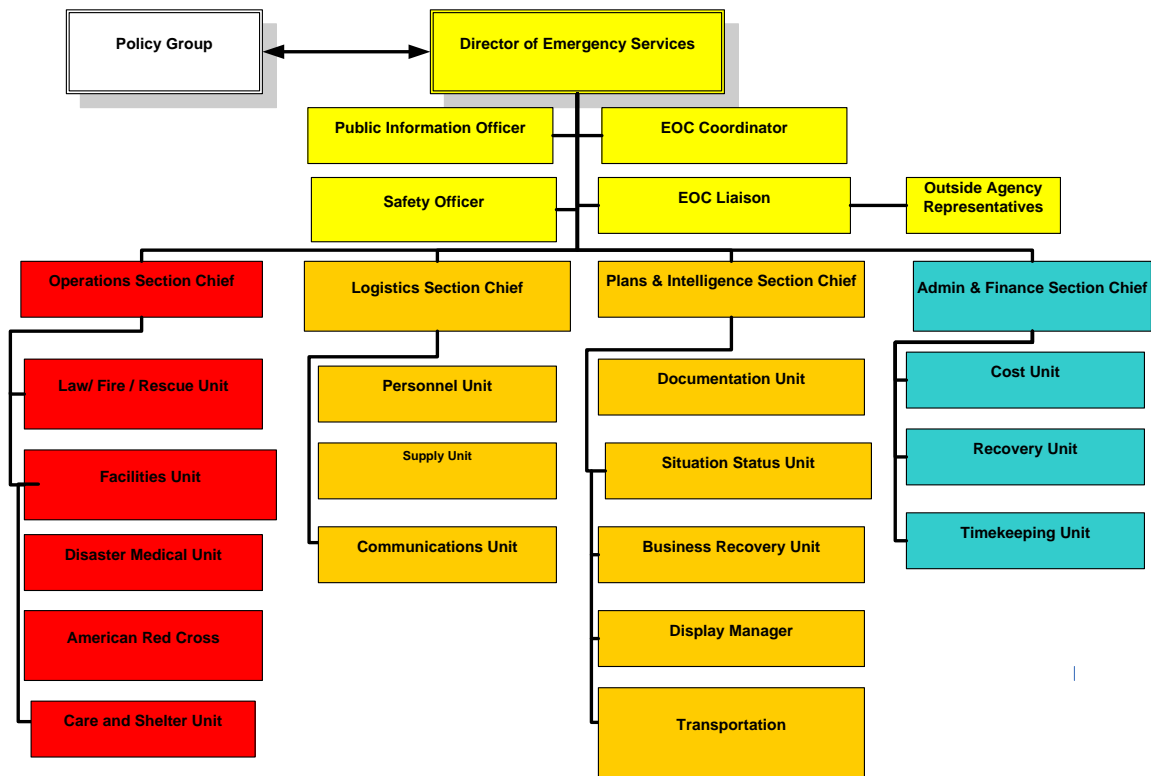 Policy Group
Director of Emergency Services
Public Information Officer
EOC Coordinator
Safety Officer
EOC Liaison
Outside Agency
Representatives
Operations Section Chief
Logistics Section Chief
Plans & Intelligence Section Chief
Admin & Finance Section Chief
Law/ Fire / Rescue Unit
Facilities Unit
Disaster Medical Unit
American Red Cross
Care and Shelter Unit
Personnel Unit
Supply Unit
Communications Unit
Documentation Unit
Situation Status Unit
Business Recovery Unit
Display Manager
Transportation
Cost Unit
Recovery Unit
Timekeeping Unit